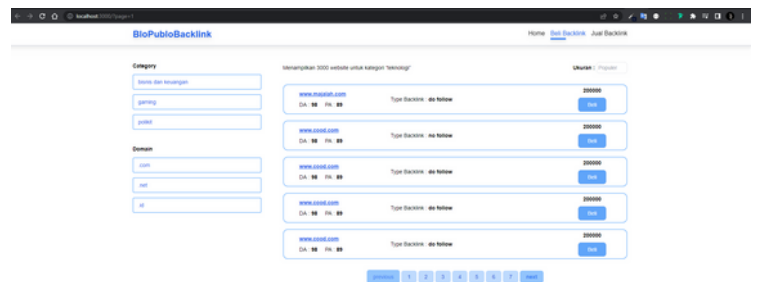 localhost:3000/?page=1
BloPubloBacklink
Home Beli Backlink Jual Backlink
Category
bisnis dan keuangan
gaming
politik
Domain
.com
.net
.id
Menampilkan 3000 website untuk kategori "teknologi"
Urutan : Populer
www.majalah.com
DA : 98 PA : 89
Type Backlink : do follow
200000
Beli
www.cood.com
DA : 98 PA : 89
Type Backlink : no follow
200000
Beli
www.cood.com
DA : 98 PA : 89
Type Backlink : do follow
200000
Beli
www.cood.com
DA : 98 PA : 89
Type Backlink : do follow
200000
Beli
www.cood.com
DA : 98 PA : 89
Type Backlink : do follow
200000
Beli
previous 1 2 3 4 5 6 7 next